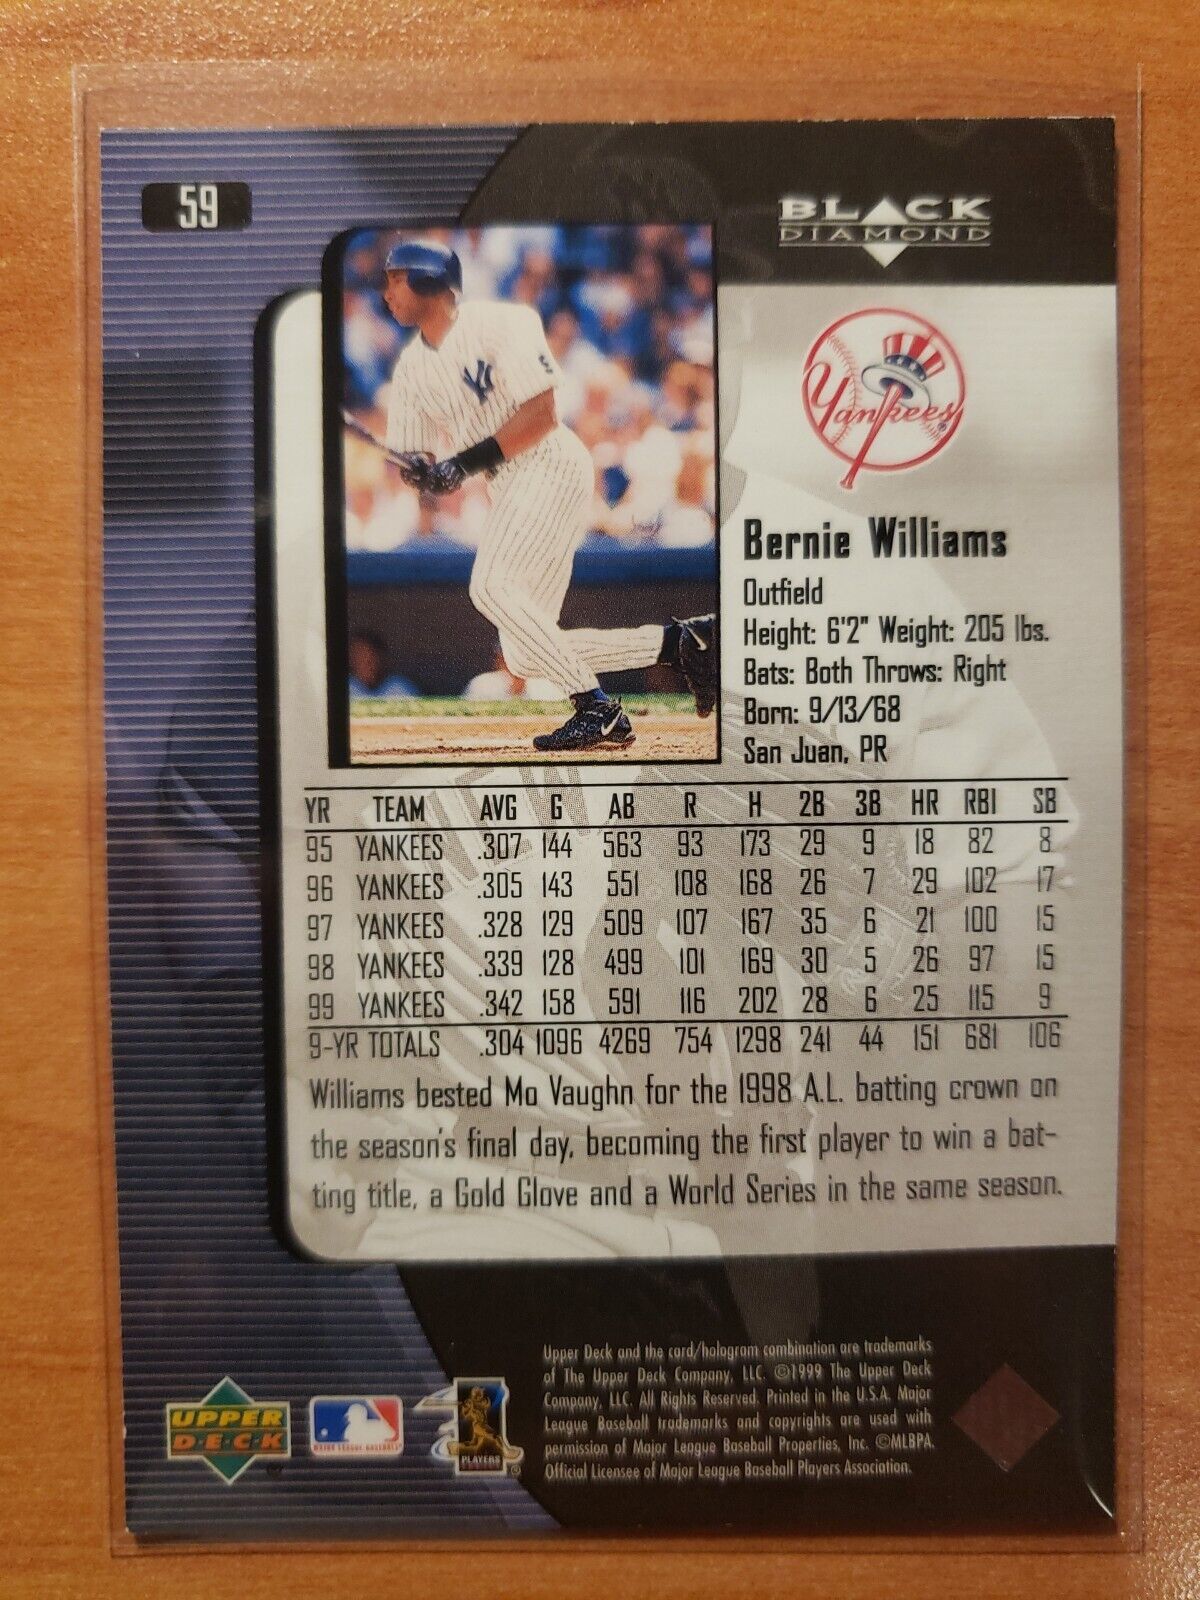 59
BLACK
DIAMOND
Yankees
Bernie Williams
Outfield
Height: 6'2" Weight: 205 lbs.
Bats: Both Throws: Right
Born: 9/13/68
San Juan, PR
YR TEAM AVG G AB R H 2B 3B HR RBI SB
95 YANKEES .307 144 563 93 173 29 9 18 82 8
96 YANKEES .305 143 551 108 168 26 7 29 102 17
97 YANKEES .328 129 509 107 167 35 6 21 100 15
98 YANKEES .339 128 499 101 169 30 5 26 97 15
99 YANKEES .342 158 591 116 202 28 6 25 115 9
9-YR TOTALS .304 1096 4269 754 1298 241 44 151 681 106
Williams bested Mo Vaughn for the 1998 A.L. batting crown on
the season's final day, becoming the first player to win a bat-
ting title, a Gold Glove and a World Series in the same season.
Upper Deck and the card/hologram combination are trademarks
of The Upper Deck Company, LLC. ©1999 The Upper Deck
Company, LLC. All Rights Reserved. Printed in the U.S.A. Major
League Baseball trademarks and copyrights are used with
permission of Major League Baseball Properties, Inc. ©MLBPA.
Official Licensee of Major League Baseball Players Association.
UPPER
DECK
MAJOR LEAGUE BASEBALL
PLAYERS